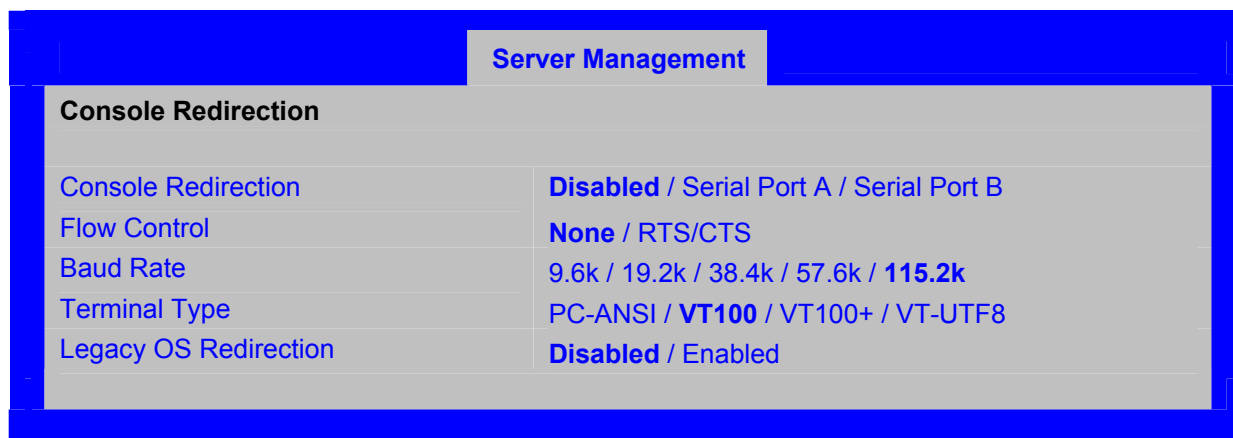 Server Management
Console Redirection
Console Redirection Disabled / Serial Port A / Serial Port B
Flow Control None / RTS/CTS
Baud Rate 9.6k / 19.2k / 38.4k / 57.6k / 115.2k
Terminal Type PC-ANSI / VT100 / VT100+ / VT-UTF8
Legacy OS Redirection Disabled / Enabled